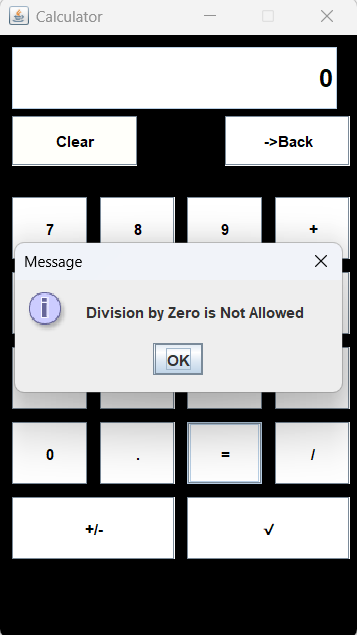 Calculator
0
Clear ->Back
7 8 9 +
Message
i
Division by Zero is Not Allowed
OK
0 . = /
+/- √